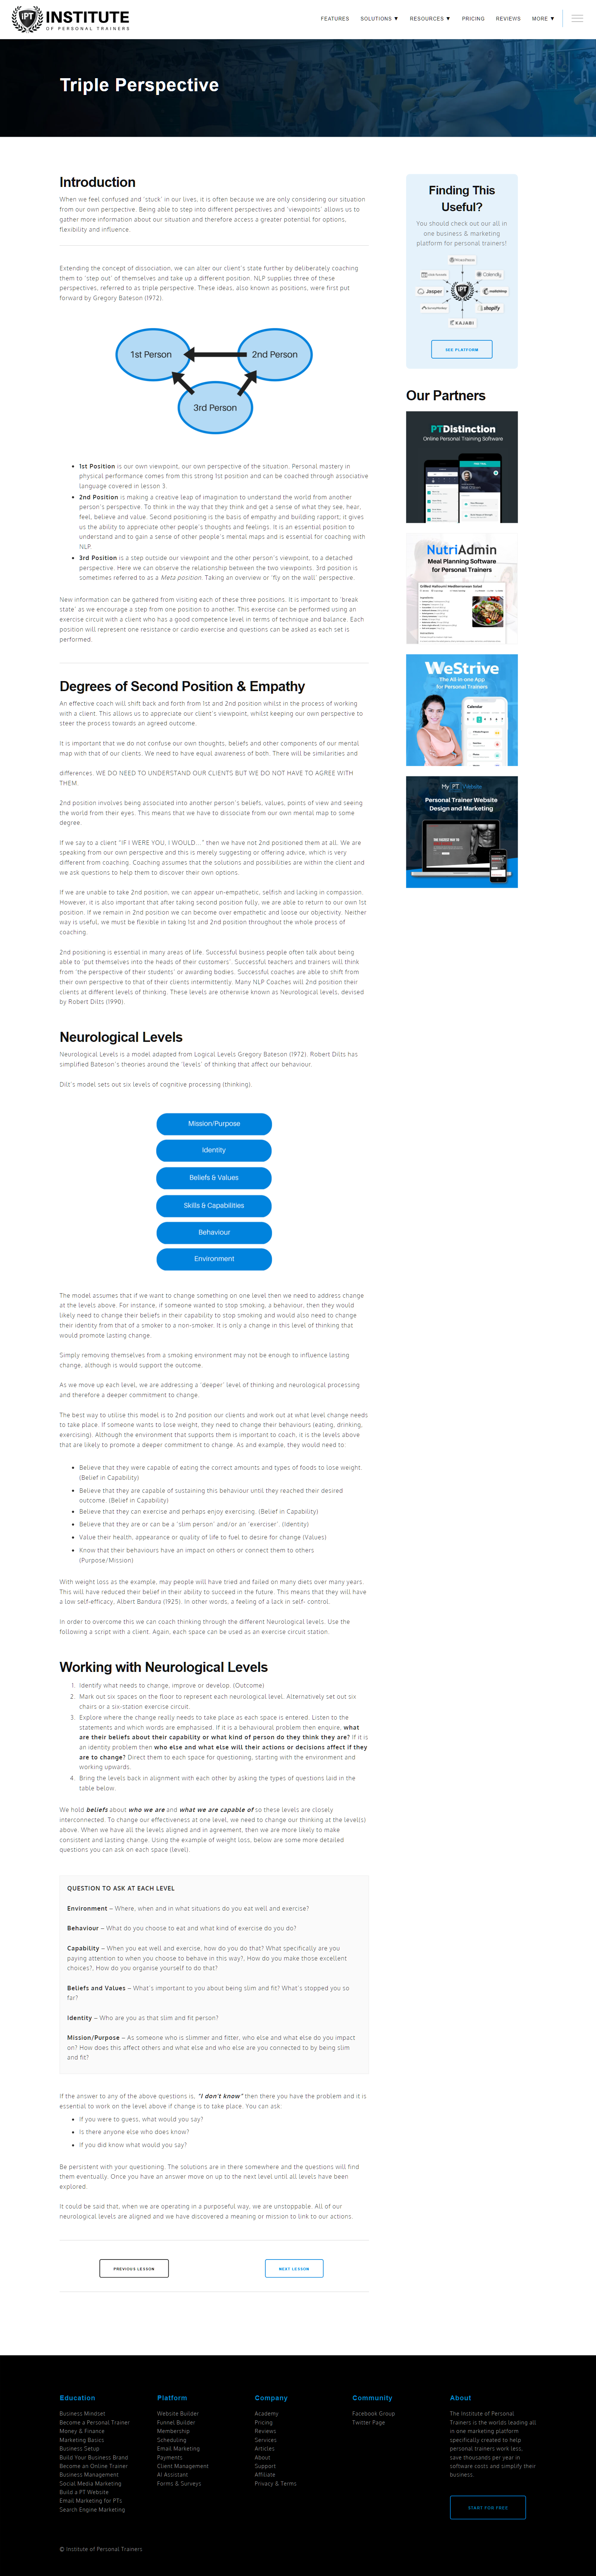 IPT INSTITUTE
OF PERSONAL TRAINERS
FEATURES SOLUTIONS ▼ RESOURCES ▼ PRICING REVIEWS MORE ▼
Triple Perspective
Introduction
When we feel confused and 'stuck' in our lives, it is often because we are only considering our situation
from our own perspective. Being able to step into different perspectives and 'viewpoints' allows us to
gather more information about our situation and therefore access a greater potential for options,
flexibility and influence.
Extending the concept of dissociation, we can alter our client's state further by deliberately coaching
them to 'step out' of themselves and take up a different position. NLP supplies three of these
perspectives, referred to as triple perspective. These ideas, also known as positions, were first put
forward by Gregory Bateson (1972).
1st Person
2nd Person
3rd Person
1st Position is our own viewpoint, our own perspective of the situation. Personal mastery in
physical performance comes from this strong 1st position and can be coached through associative
language covered in lesson 3.
2nd Position is making a creative leap of imagination to understand the world from another
person's perspective. To think in the way that they think and get a sense of what they see, hear,
feel, believe and value. Second positioning is the basis of empathy and building rapport; it gives
us the ability to appreciate other people's thoughts and feelings. It is an essential position to
understand and to gain a sense of other people's mental maps and is essential for coaching with
NLP.
3rd Position is a step outside our viewpoint and the other person's viewpoint, to a detached
perspective. Here we can observe the relationship between the two viewpoints. 3rd position is
sometimes referred to as a Meta position. Taking an overview or 'fly on the wall' perspective.
New information can be gathered from visiting each of these three positions. It is important to 'break
state' as we encourage a step from one position to another. This exercise can be performed using an
exercise circuit with a client who has a good competence level in terms of technique and balance. Each
position will represent one resistance or cardio exercise and questions can be asked as each set is
performed.
Degrees of Second Position & Empathy
An effective coach will shift back and forth from 1st and 2nd position whilst in the process of working
with a client. This allows us to appreciate our client's viewpoint, whilst keeping our own perspective to
steer the process towards an agreed outcome.
It is important that we do not confuse our own thoughts, beliefs and other components of our mental
map with that of our clients. We need to have equal awareness of both. There will be similarities and
differences, WE DO NEED TO UNDERSTAND OUR CLIENTS BUT WE DO NOT HAVE TO AGREE WITH
THEM.
2nd position involves being associated into another person's beliefs, values, points of view and seeing
the world from their eyes. This means that we have to dissociate from our own mental map to some
degree.
If we say to a client "IF I WERE YOU, I WOULD..." then we have not 2nd positioned them at all. We are
speaking from our own perspective and this is merely suggesting or offering advice, which is very
different from coaching. Coaching assumes that the solutions and possibilities are within the client and
we ask questions to help them to discover their own options.
If we are unable to take 2nd position, we can appear un-empathetic, selfish and lacking in compassion.
However, it is also important that after taking second position fully, we are able to return to our own 1st
position. If we remain in 2nd position we can become over empathetic and loose our objectivity. Neither
way is useful, we must be flexible in taking 1st and 2nd position throughout the whole process of
coaching.
2nd positioning is essential in many areas of life. Successful business people often talk about being
able to 'put themselves into the heads of their customers'. Successful teachers and trainers will think
from 'the perspective of their students' or awarding bodies. Successful coaches are able to shift from
their own perspective to that of their clients intermittently. Many NLP Coaches will 2nd position their
clients at different levels of thinking. These levels are otherwise known as Neurological levels, devised
by Robert Dilts (1990).
Neurological Levels
Neurological Levels is a model adapted from Logical Levels Gregory Bateson (1972). Robert Dilts has
simplified Bateson's theories around the 'levels' of thinking that affect our behaviour.
Dilt's model sets out six levels of cognitive processing (thinking).
Mission/Purpose
Identity
Beliefs & Values
Skills & Capabilities
Behaviour
Environment
The model assumes that if we want to change something on one level then we need to address change
at the levels above. For instance, if someone wanted to stop smoking, a behaviour, then they would
likely need to change their beliefs in their capability to stop smoking and would also need to change
their identity from that of a smoker to a non-smoker. It is only a change in this level of thinking that
would promote lasting change.
Simply removing themselves from a smoking environment may not be enough to influence lasting
change, although is would support the outcome.
As we move up each level, we are addressing a 'deeper' level of thinking and neurological processing
and therefore a deeper commitment to change.
The best way to utilise this model is to 2nd position our clients and work out at what level change needs
to take place. If someone wants to lose weight, they need to change their behaviours (eating, drinking,
exercising). Although the environment that supports them is important to coach, it is the levels above
that are likely to promote a deeper commitment to change. As and example, they would need to:
Believe that they were capable of eating the correct amounts and types of foods to lose weight.
(Belief in Capability)
Believe that they are capable of sustaining this behaviour until they reached their desired
outcome. (Belief in Capability)
Believe that they can exercise and perhaps enjoy exercising. (Belief in Capability)
Believe that they are or can be a 'slim person' and/or an 'exerciser'. (Identity)
Value their health, appearance or quality of life to fuel to desire for change (Values)
Know that their behaviours have an impact on others or connect them to others
(Purpose/Mission)
With weight loss as the example, may people will have tried and failed on many diets over many years.
This will have reduced their belief in their ability to succeed in the future. This means that they will have
a low self-efficacy, Albert Bandura (1925). In other words, a feeling of a lack in self- control.
In order to overcome this we can coach thinking through the different Neurological levels. Use the
following script with a client. Again, each space can be used as an exercise circuit station.
Working with Neurological Levels
1. Identify what needs to change, improve or develop. (Outcome)
2. Mark out six spaces on the floor to represent each neurological level. Alternatively set out six
chairs or a six-station exercise circuit.
3. Explore where the change really needs to take place as each space is entered. Listen to the
statements and which words are emphasised. If it is a behavioural problem then enquire, what
are their beliefs about their capability or what kind of person do they think they are? If it is
an identity problem then who else and what else will their actions or decisions affect if they
are to change? Direct them to each space for questioning, starting with the environment and
working upwards.
4. Bring the levels back in alignment with each other by asking the types of questions laid in the
table below.
We hold beliefs about who we are and what we are capable of so these levels are closely
interconnected. To change our effectiveness at one level, we need to change our thinking at the level(s)
above. When we have all the levels aligned and in agreement, then we are more likely to make
consistent and lasting change. Using the example of weight loss, below are some more detailed
questions you can ask on each space (level).
QUESTION TO ASK AT EACH LEVEL
Environment – Where, when and in what situations do you eat well and exercise?
Behaviour – What do you choose to eat and what kind of exercise do you do?
Capability – When you eat well and exercise, how do you do that? What specifically are you
paying attention to when you choose to behave in this way?, How do you make those excellent
choices?, How do you organise yourself to do that?
Beliefs and Values – What's important to you about being slim and fit? What's stopped you so
far?
Identity – Who are you as that slim and fit person?
Mission/Purpose – As someone who is slimmer and fitter, who else and what else do you impact
on? How does this affect others and what else and who else are you connected to by being slim
and fit?
If the answer to any of the above questions is, "I don't know" then there you have the problem and it is
essential to work on the level above if change is to take place. You can ask:
If you were to guess, what would you say?
Is there anyone else who does know?
If you did know what would you say?
Be persistent with your questioning. The solutions are in there somewhere and the questions will find
them eventually. Once you have an answer move on up to the next level until all levels have been
explored.
It could be said that, when we are operating in a purposeful way, we are unstoppable. All of our
neurological levels are aligned and we have discovered a meaning or mission to link to our actions.
PREVIOUS LESSON
NEXT LESSON
Finding This
Useful?
You should check out our all in
one business & marketing
platform for personal trainers!
Calendly
Jasper
IPT
mailchimp
shopify
KAJABI
SEE PLATFORM
Our Partners
PTDistinction
Online Personal Training Software
NutriAdmin
Meal Planning Software
for Personal Trainers
WeStrive
The All in one App
for Personal Trainers
Calendar
My PT Website
Personal Trainer Website
Design and Marketing
Education
Business Mindset
Become a Personal Trainer
Money & Finance
Marketing Basics
Business Setup
Build Your Business Brand
Become an Online Trainer
Business Management
Social Media Marketing
Build a PT Website
Email Marketing for PTs
Search Engine Marketing
Platform
Website Builder
Funnel Builder
Membership
Scheduling
Email Marketing
Payments
Client Management
AI Assistant
Forms & Surveys
Company
Academy
Pricing
Reviews
Services
Articles
About
Support
Affiliate
Privacy & Terms
Community
Facebook Group
Twitter Page
About
The Institute of Personal
Trainers is the worlds leading all
in one marketing platform
specifically created to help
personal trainers work less,
save thousands per year in
software costs and simplify their
business.
START FOR FREE
© Institute of Personal Trainers